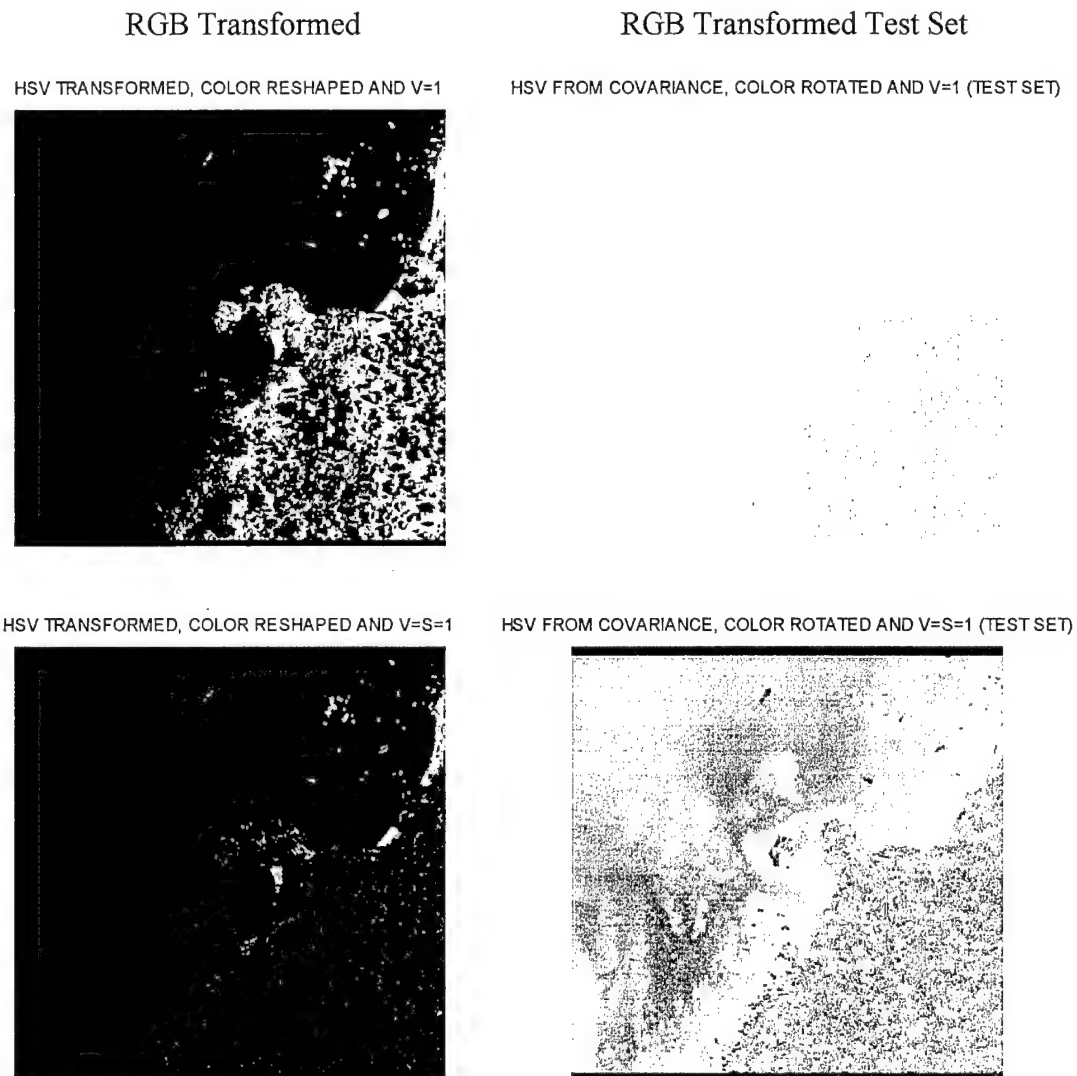 RGB Transformed
RGB Transformed Test Set
HSV TRANSFORMED, COLOR RESHAPED AND V=1
HSV FROM COVARIANCE, COLOR ROTATED AND V=1 (TEST SET)
HSV TRANSFORMED, COLOR RESHAPED AND V=S=1
HSV FROM COVARIANCE, COLOR ROTATED AND V=S=1 (TEST SET)